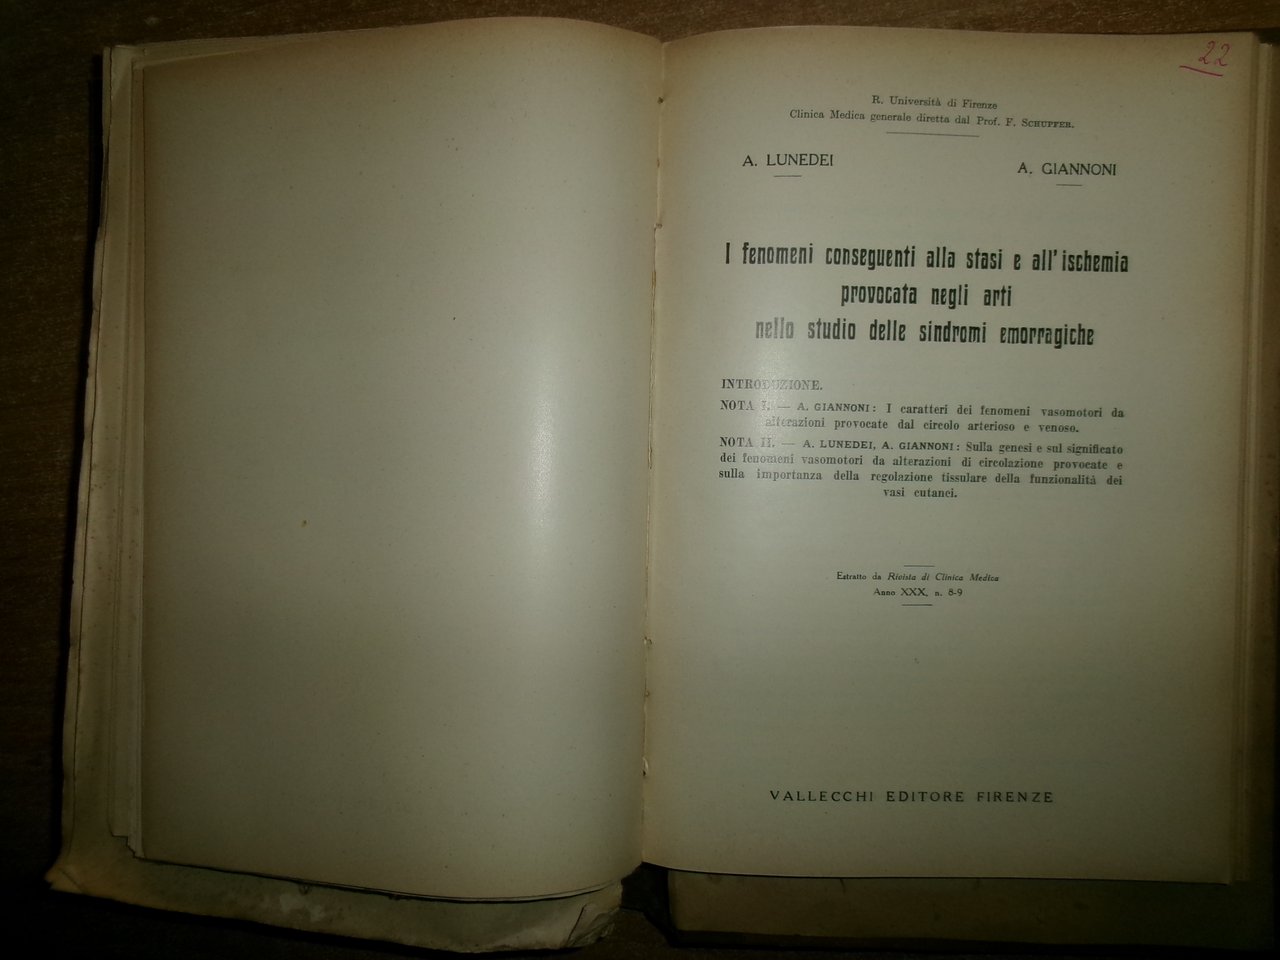 22
R. Università di Firenze
Clinica Medica generale diretta dal Prof. F. SCHUPFER.
A. LUNEDEI A. GIANNONI
I fenomeni conseguenti alla stasi e all'ischemia
provocata negli arti
nello studio delle sindromi emorragiche
INTRODUZIONE.
NOTA I. — A. GIANNONI: I caratteri dei fenomeni vasomotori da
alterazioni provocate dal circolo arterioso e venoso.
NOTA II. — A. LUNEDEI, A. GIANNONI: Sulla genesi e sul significato
dei fenomeni vasomotori da alterazioni di circolazione provocate e
sulla importanza della regolazione tissulare della funzionalità dei
vasi cutanei.
Estratto da Rivista di Clinica Medica
Anno XXX, n. 8-9
VALLECCHI EDITORE FIRENZE